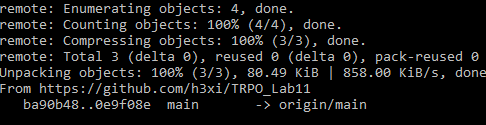 remote: Enumerating objects: 4, done.
remote: Counting objects: 100% (4/4), done.
remote: Compressing objects: 100% (3/3), done.
remote: Total 3 (delta 0), reused 0 (delta 0), pack-reused 0
Unpacking objects: 100% (3/3), 80.49 KiB | 858.00 KiB/s, done
From https://github.com/h3xi/TRPO_Lab11
   ba90b48..0e9f08e  main       -> origin/main